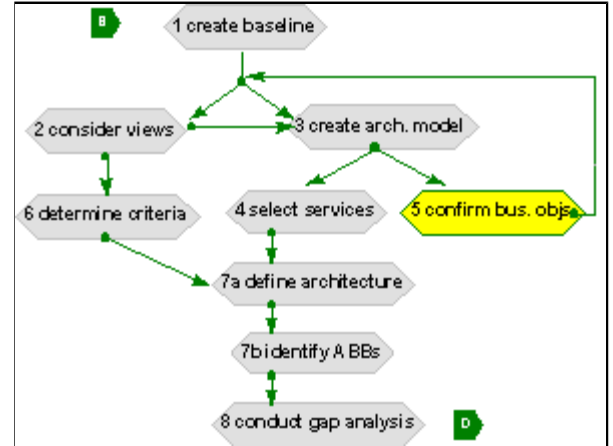 B
1 create baseline
2 consider views
3 create arch. model
6 determine criteria
4 select services
5 confirm bus. objs
7a define architecture
7b identify ABBs
8 conduct gap analysis
D